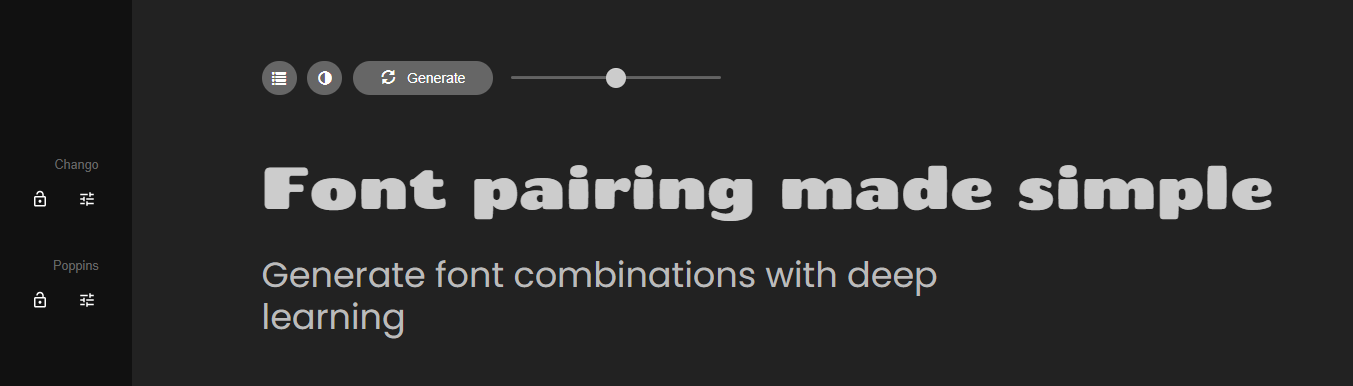 Generate
Chango
Font pairing made simple
Poppins
Generate font combinations with deep
learning